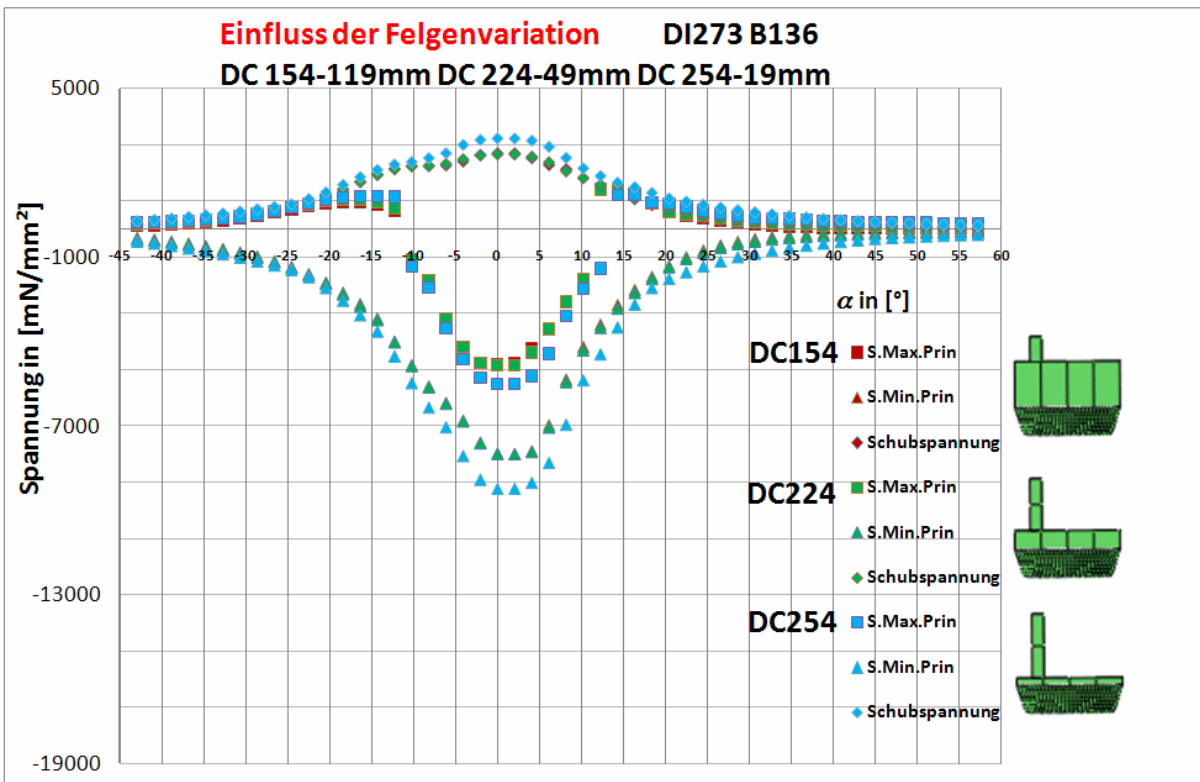 Einfluss der Felgenvariation DI273 B136
DC 154-119mm DC 224-49mm DC 254-19mm
Spannung in [mN/mm²]
5000
-1000
-7000
-13000
-19000
-45 -40 -35 -30 -25 -20 -15 -10 -5 0 5 10 15 20 25 30 35 40 45 50 55 60
α in [°]
DC154 S.Max.Prin
S.Min.Prin
Schubspannung
DC224 S.Max.Prin
S.Min.Prin
Schubspannung
DC254 S.Max.Prin
S.Min.Prin
Schubspannung